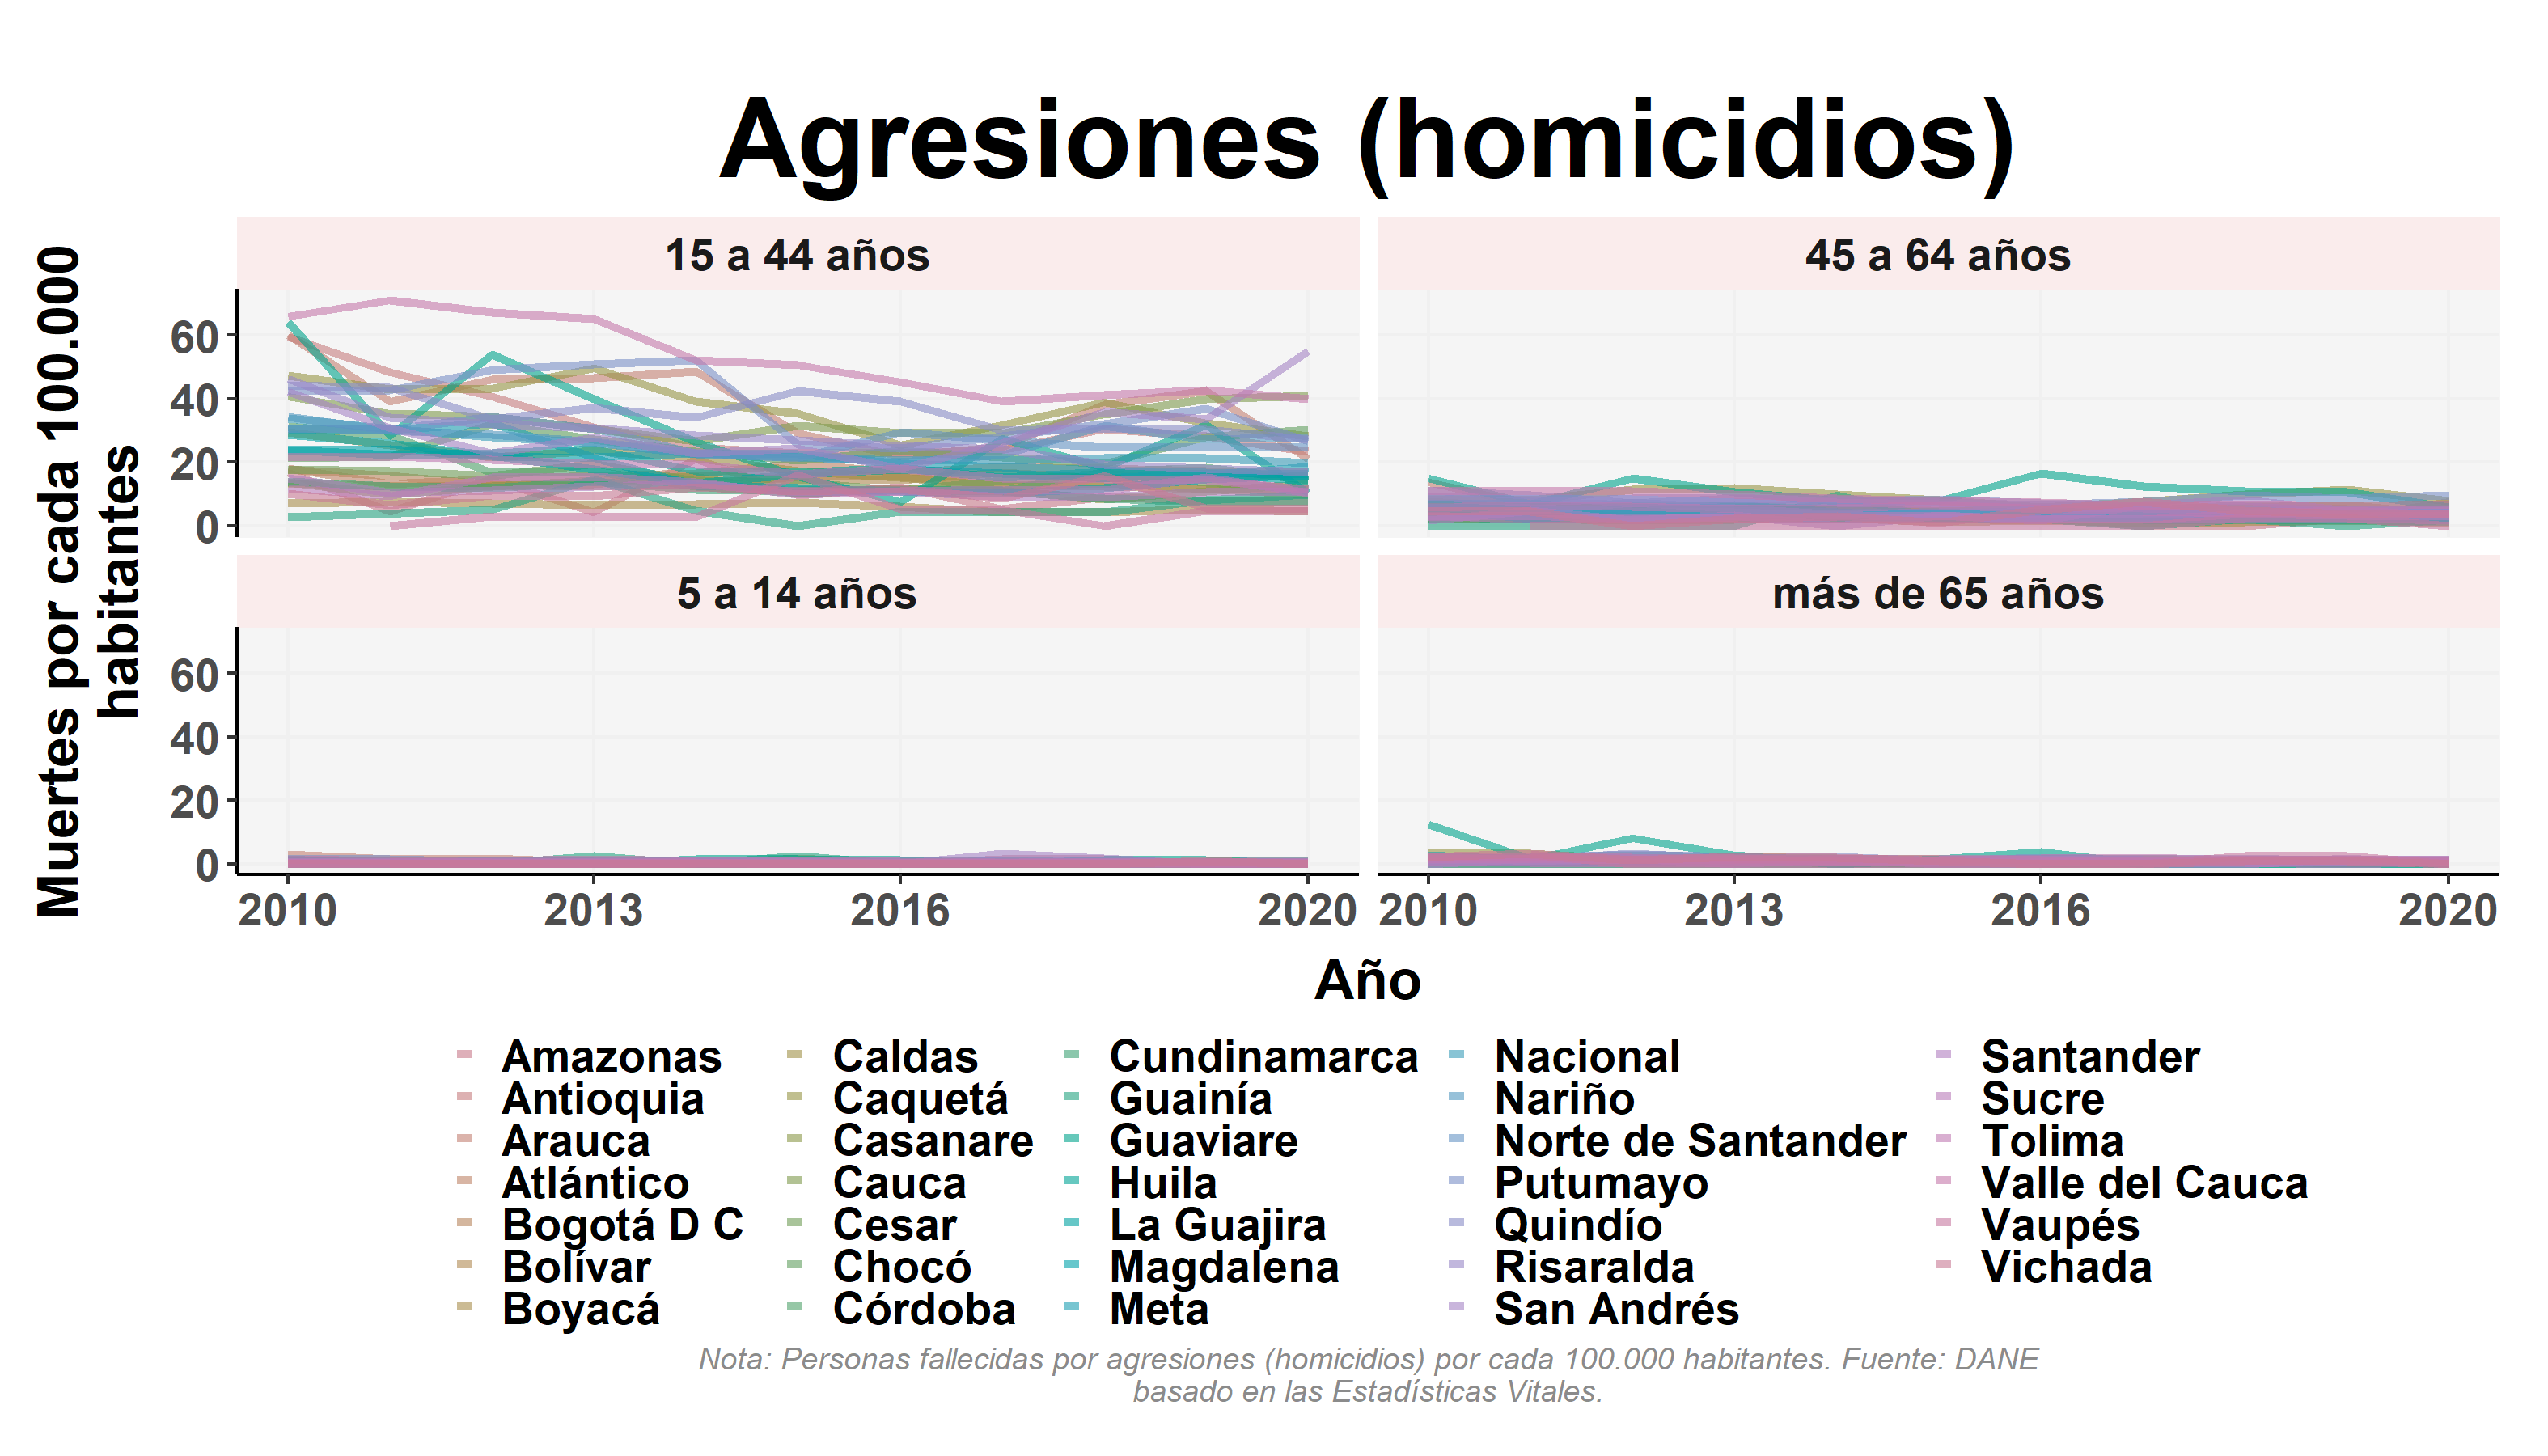 Agresiones (homicidios)
15 a 44 años
45 a 64 años
Muertes por cada 100.000
habitantes
60
40
20
0
5 a 14 años
más de 65 años
60
40
20
0
2010
2013
2016
2020
2010
2013
2016
2020
Año
Amazonas
Antioquia
Arauca
Atlántico
Bogotá D C
Bolívar
Boyacá
Caldas
Caquetá
Casanare
Cauca
Cesar
Chocó
Córdoba
Cundinamarca
Guainía
Guaviare
Huila
La Guajira
Magdalena
Meta
Nacional
Nariño
Norte de Santander
Putumayo
Quindío
Risaralda
San Andrés
Santander
Sucre
Tolima
Valle del Cauca
Vaupés
Vichada
Nota: Personas fallecidas por agresiones (homicidios) por cada 100.000 habitantes. Fuente: DANE
basado en las Estadísticas Vitales.